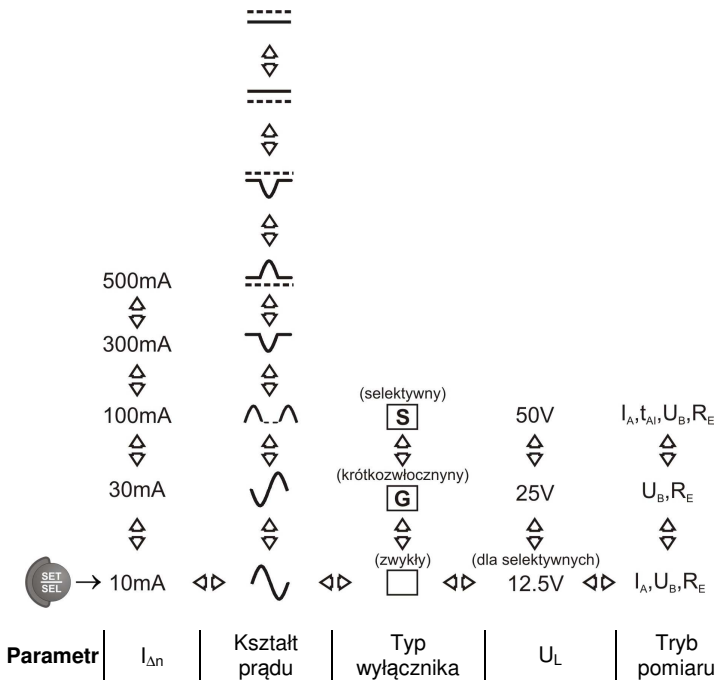 500mA
300mA
(selektywny)
100mA S 50V I_A,t_AI,U_B,R_E
(krótkozwłocznyny)
30mA G 25V U_B,R_E
(zwykły) (dla selektywnych)
SET
SEL → 10mA 12.5V I_A,U_B,R_E
Parametr I_Δn Kształt prądu Typ wyłącznika U_L Tryb pomiaru